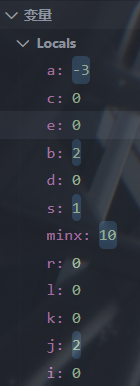 变量
Locals
a: -3
c: 0
e: 0
b: 2
d: 0
s: 1
minx: 10
r: 0
l: 0
k: 0
j: 2
i: 0